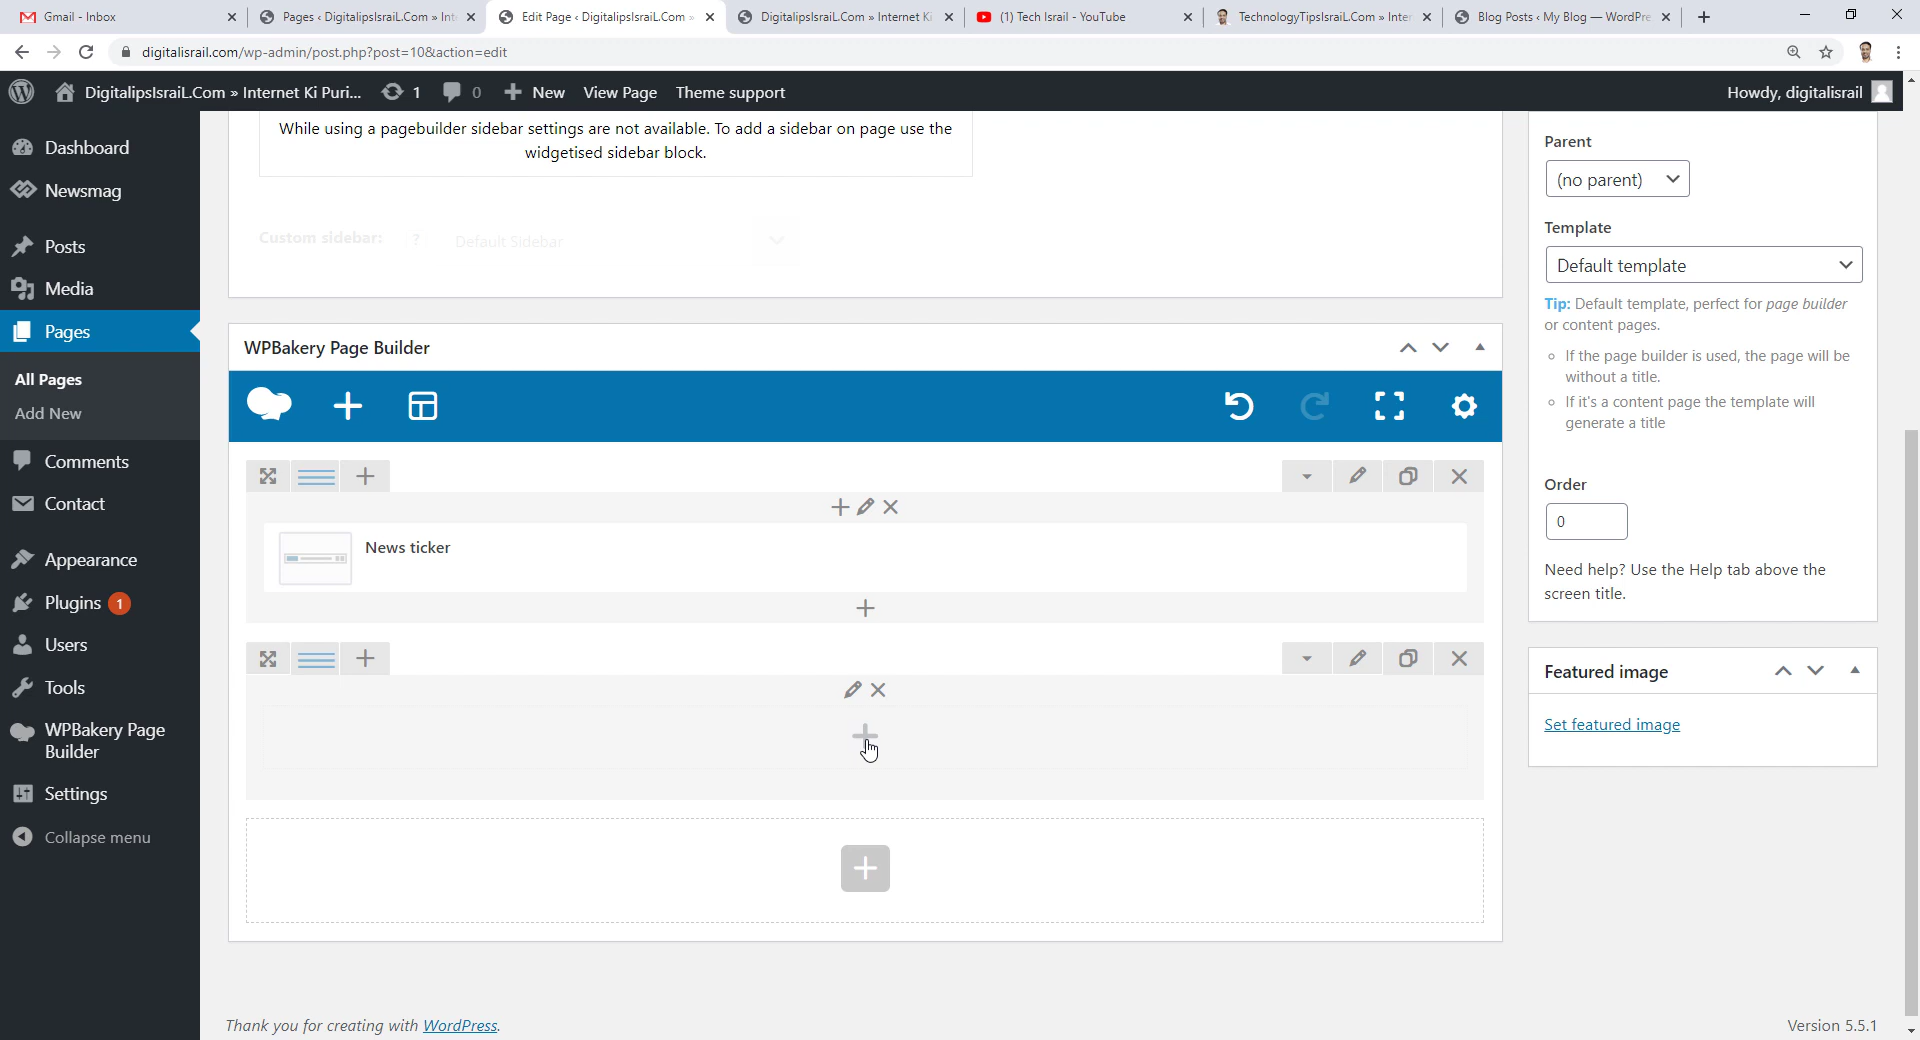 Gmail - Inbox
Pages ‹ DigitalipsIsraiL.Com » Int
Edit Page ‹ DigitalipsIsraiL.Com »
DigitalipsIsraiL.Com » Internet Ki
(1) Tech Israil - YouTube
TechnologyTipsIsraiL.Com » Inter
Blog Posts ‹ My Blog — WordPre
digitalisrail.com/wp-admin/post.php?post=10&action=edit
DigitalipsIsraiL.Com » Internet Ki Puri...
1
0
New
View Page
Theme support
Howdy, digitalisrail
Dashboard
Newsmag
Posts
Media
Pages
All Pages
Add New
Comments
Contact
Appearance
Plugins 1
Users
Tools
WPBakery Page
Builder
Settings
Collapse menu
While using a pagebuilder sidebar settings are not available. To add a sidebar on page use the
widgetised sidebar block.
Custom sidebar: ? Default Sidebar
WPBakery Page Builder
News ticker
Parent
(no parent)
Template
Default template
Tip: Default template, perfect for page builder
or content pages.
If the page builder is used, the page will be
without a title.
If it's a content page the template will
generate a title
Order
0
Need help? Use the Help tab above the
screen title.
Featured image
Set featured image
Thank you for creating with WordPress.
Version 5.5.1